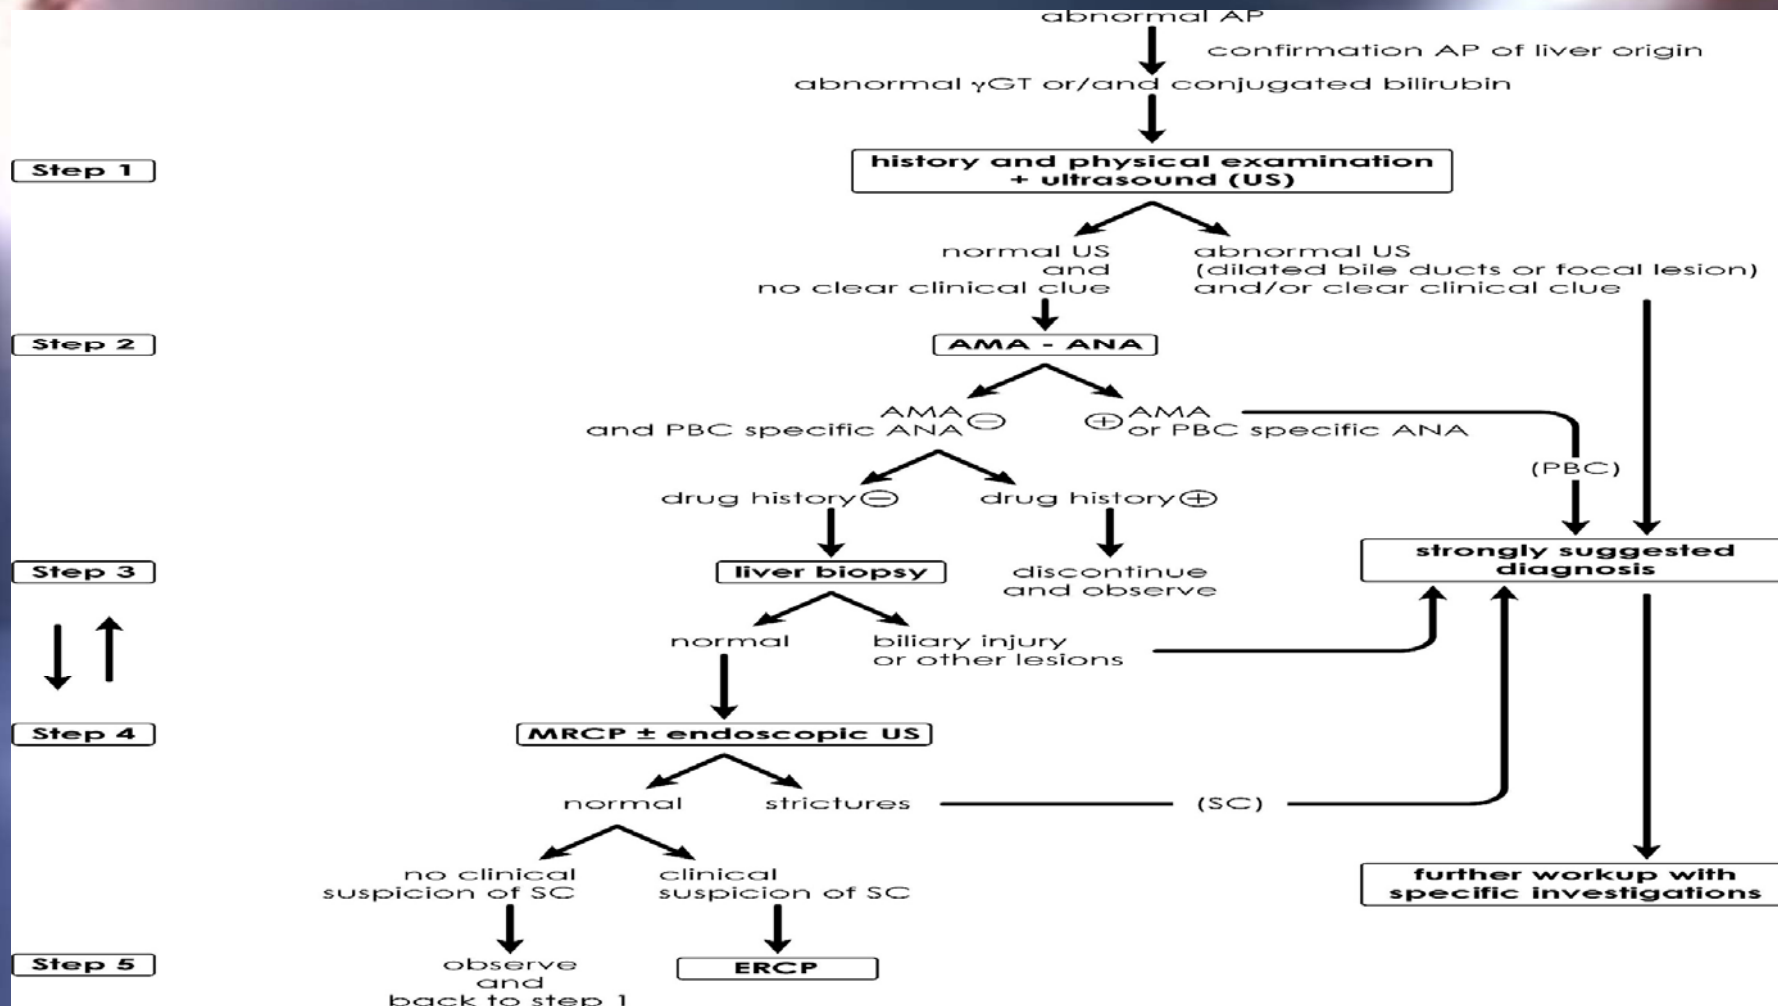 abnormal AP
confirmation AP of liver origin
abnormal γGT or/and conjugated bilirubin
Step 1
history and physical examination
+ ultrasound (US)
normal US
and
no clear clinical clue
abnormal US
(dilated bile ducts or focal lesion)
and/or clear clinical clue
Step 2
AMA - ANA
AMA
and PBC specific ANA ⊖
⊕ AMA
or PBC specific ANA
(PBC)
drug history ⊖
drug history ⊕
Step 3
liver biopsy
discontinue
and observe
strongly suggested
diagnosis
normal
biliary injury
or other lesions
Step 4
MRCP ± endoscopic US
normal
strictures
(SC)
no clinical
suspicion of SC
clinical
suspicion of SC
further workup with
specific investigations
Step 5
observe
and
back to step 1
ERCP